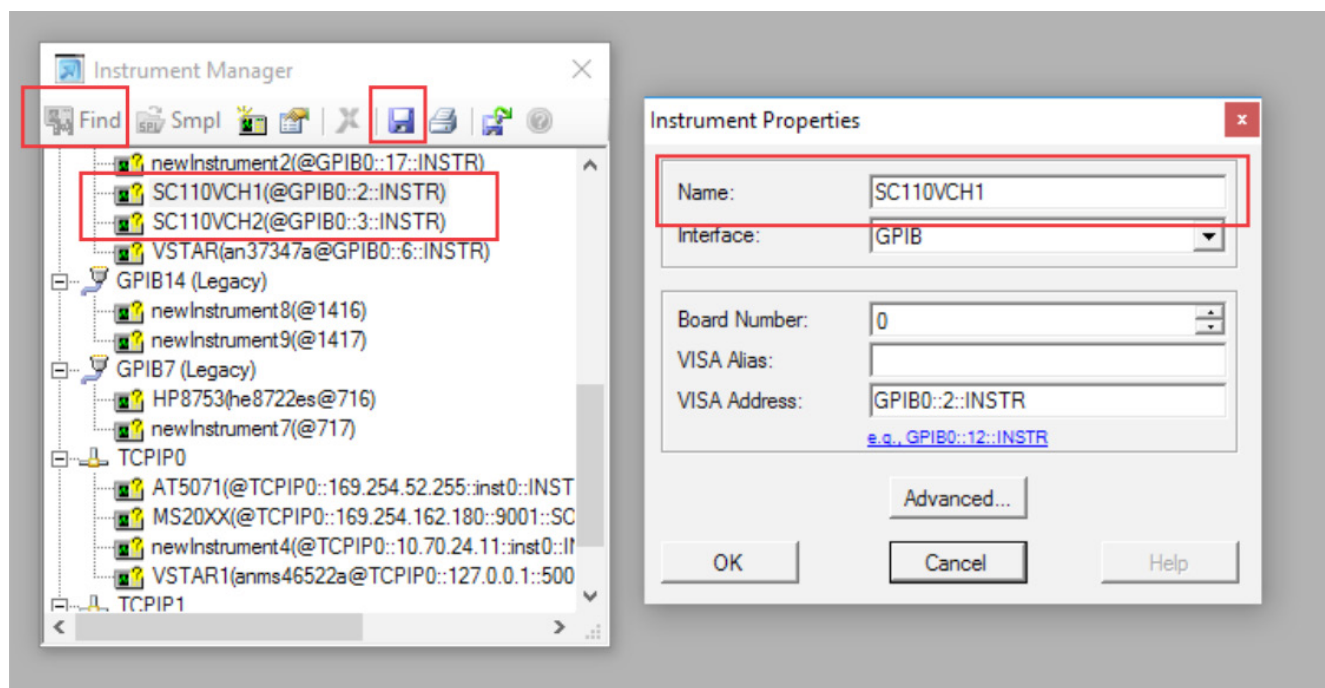 Instrument Manager
Find Smpl
newInstrument2(@GPIB0::17::INSTR)
SC110VCH1(@GPIB0::2::INSTR)
SC110VCH2(@GPIB0::3::INSTR)
VSTAR(an37347a@GPIB0::6::INSTR)
GPIB14 (Legacy)
newInstrument8(@1416)
newInstrument9(@1417)
GPIB7 (Legacy)
HP8753(he8722es@716)
newInstrument7(@717)
TCPIP0
AT5071(@TCPIP0::169.254.52.255::inst0::INST
MS20XX(@TCPIP0::169.254.162.180::9001::SO
newInstrument4(@TCPIP0::10.70.24.11::inst0::II
VSTAR1(anms46522a@TCPIP0::127.0.0.1::500
TCPIP1
Instrument Properties
Name: SC110VCH1
Interface: GPIB
Board Number: 0
VISA Alias:
VISA Address: GPIB0::2::INSTR
e.g., GPIB0::12::INSTR
Advanced...
OK Cancel Help